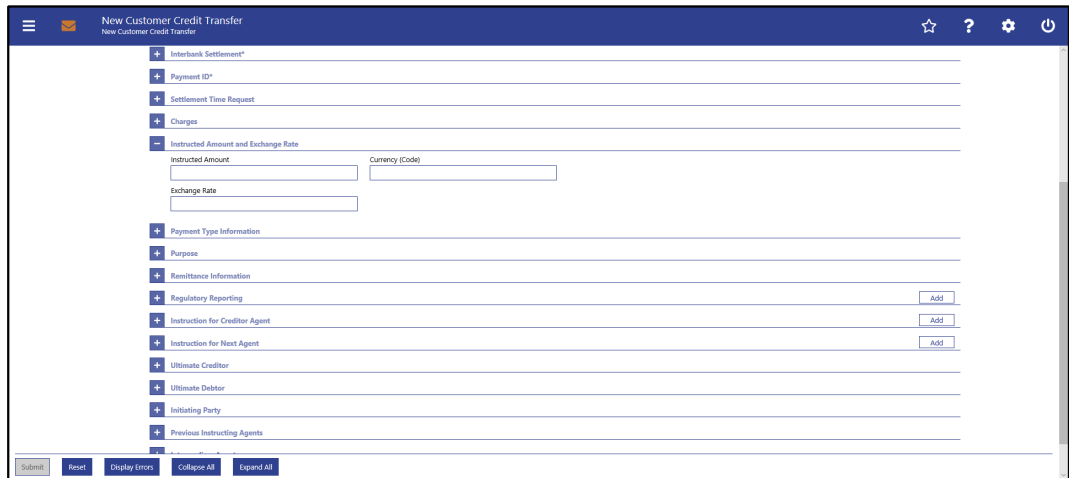 New Customer Credit Transfer
New Customer Credit Transfer
Interbank Settlement*
Payment ID*
Settlement Time Request
Charges
Instructed Amount and Exchange Rate
Instructed Amount Currency (Code)
Exchange Rate
Payment Type Information
Purpose
Remittance Information
Regulatory Reporting Add
Instruction for Creditor Agent Add
Instruction for Next Agent Add
Ultimate Creditor
Ultimate Debtor
Initiating Party
Previous Instructing Agents
Submit Reset Display Errors Collapse All Expand All